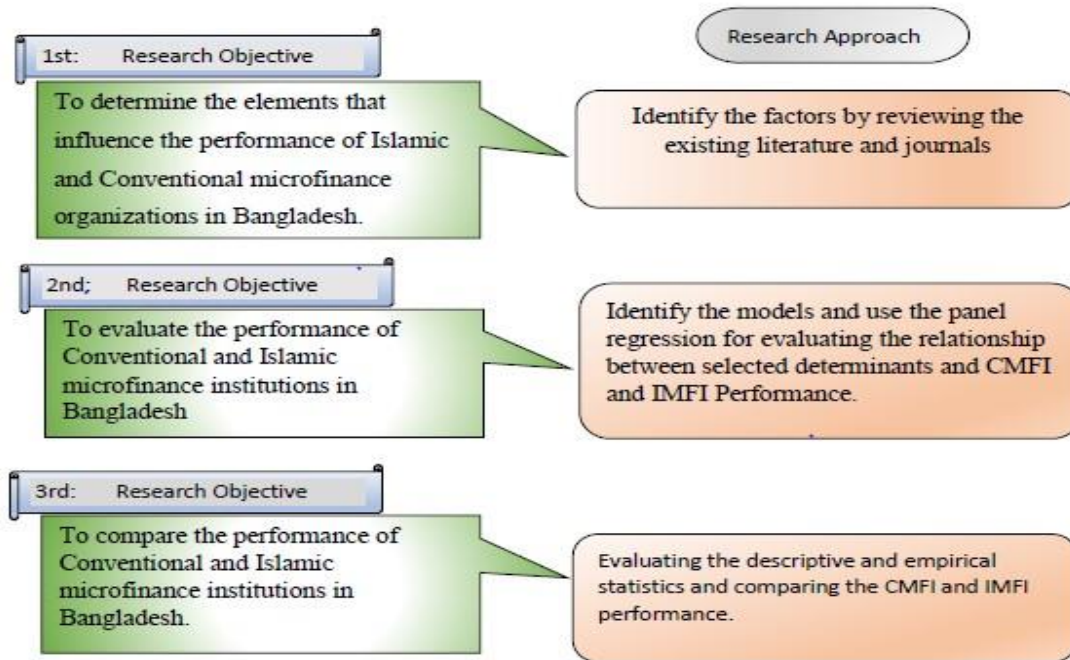 Research Approach
1st: Research Objective
To determine the elements that
influence the performance of Islamic
and Conventional microfinance
organizations in Bangladesh.
Identify the factors by reviewing the
existing literature and journals
2nd; Research Objective
To evaluate the performance of
Conventional and Islamic
microfinance institutions in
Bangladesh
Identify the models and use the panel
regression for evaluating the relationship
between selected determinants and CMFI
and IMFI Performance.
3rd: Research Objective
To compare the performance of
Conventional and Islamic
microfinance institutions in
Bangladesh.
Evaluating the descriptive and empirical
statistics and comparing the CMFI and IMFI
performance.